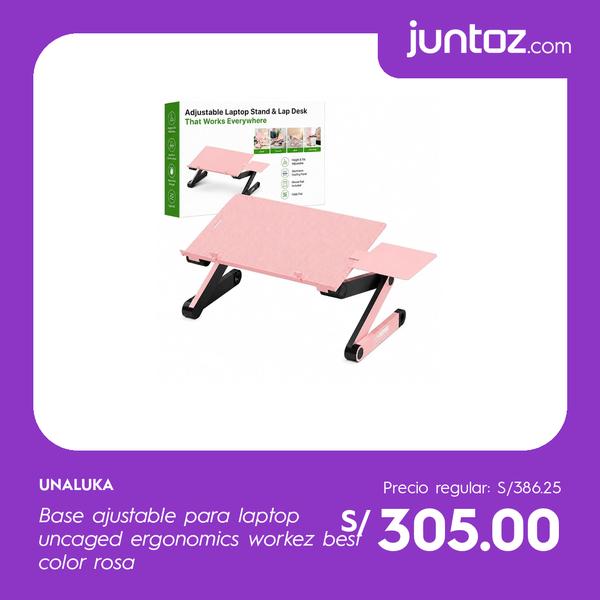 juntoz.com
Adjustable Laptop Stand & Lap Desk
That Works Everywhere
UNALUKA
Precio regular: S/386.25
Base ajustable para laptop
uncaged ergonomics workez best
color rosa
S/ 305.00